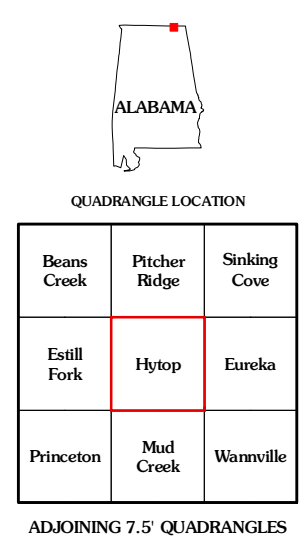 ALABAMA
QUADRANGLE LOCATION
Beans
Creek
Pitcher
Ridge
Sinking
Cove
Estill
Fork
Hytop
Eureka
Princeton
Mud
Creek
Wannville
ADJOINING 7.5' QUADRANGLES